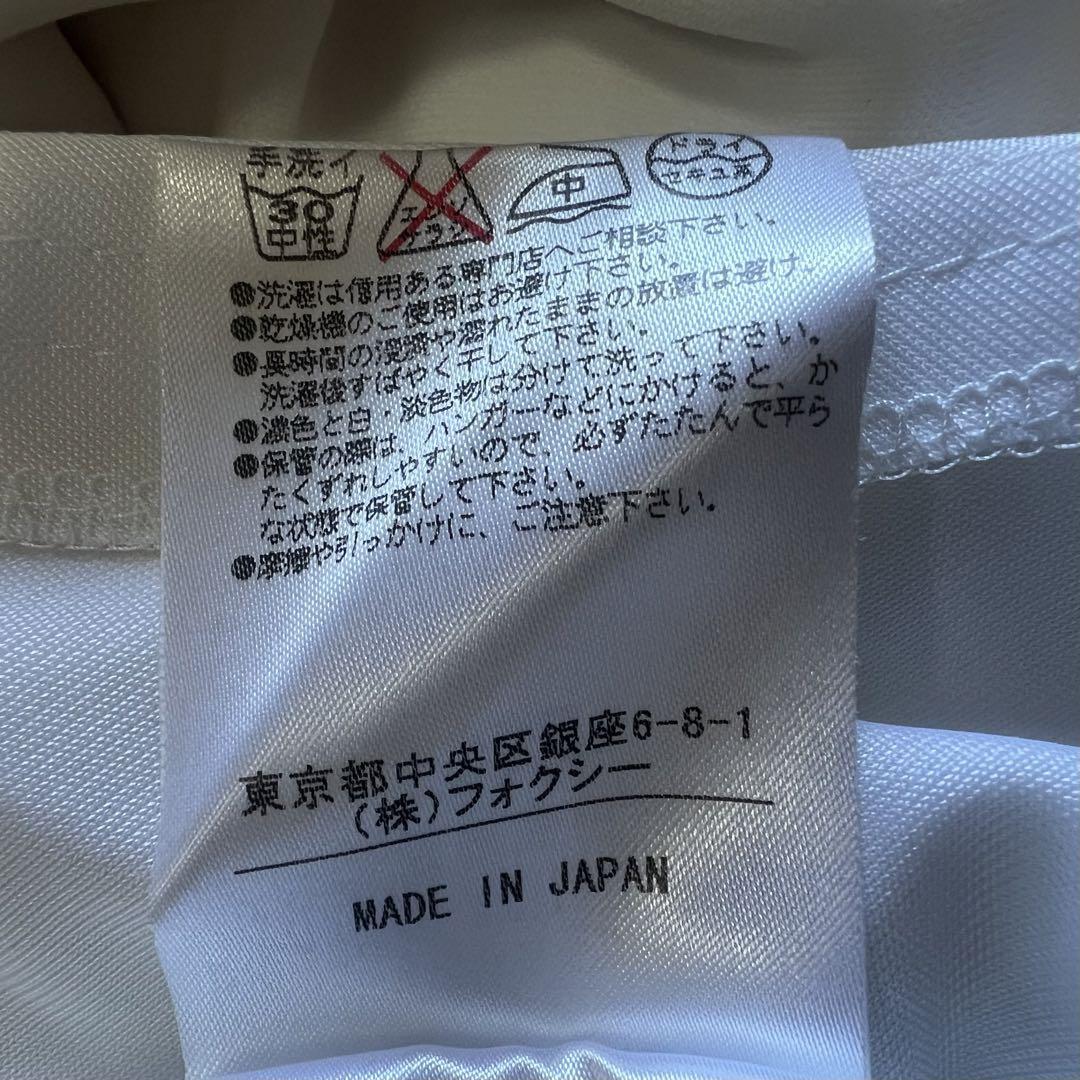 手洗イ
30
中性
エンソ
サラシ
中
ドライ
セキユ系
●洗濯は信用ある専門店へご相談下さい。
●乾燥機のご使用はお避け下さい。
●長時間の浸漬や濡れたままの放置は避け、
洗濯後すばやく干して下さい。
●濃色と白・淡色物は分けて洗って下さい。
●保管の際は、ハンガーなどにかけると、か
たくずれしやすいので、必ずたたんで平ら
な状態で保管して下さい。
●摩擦や引っかけに、ご注意下さい。
東京都中央区銀座6-8-1
(株)フォクシー
MADE IN JAPAN